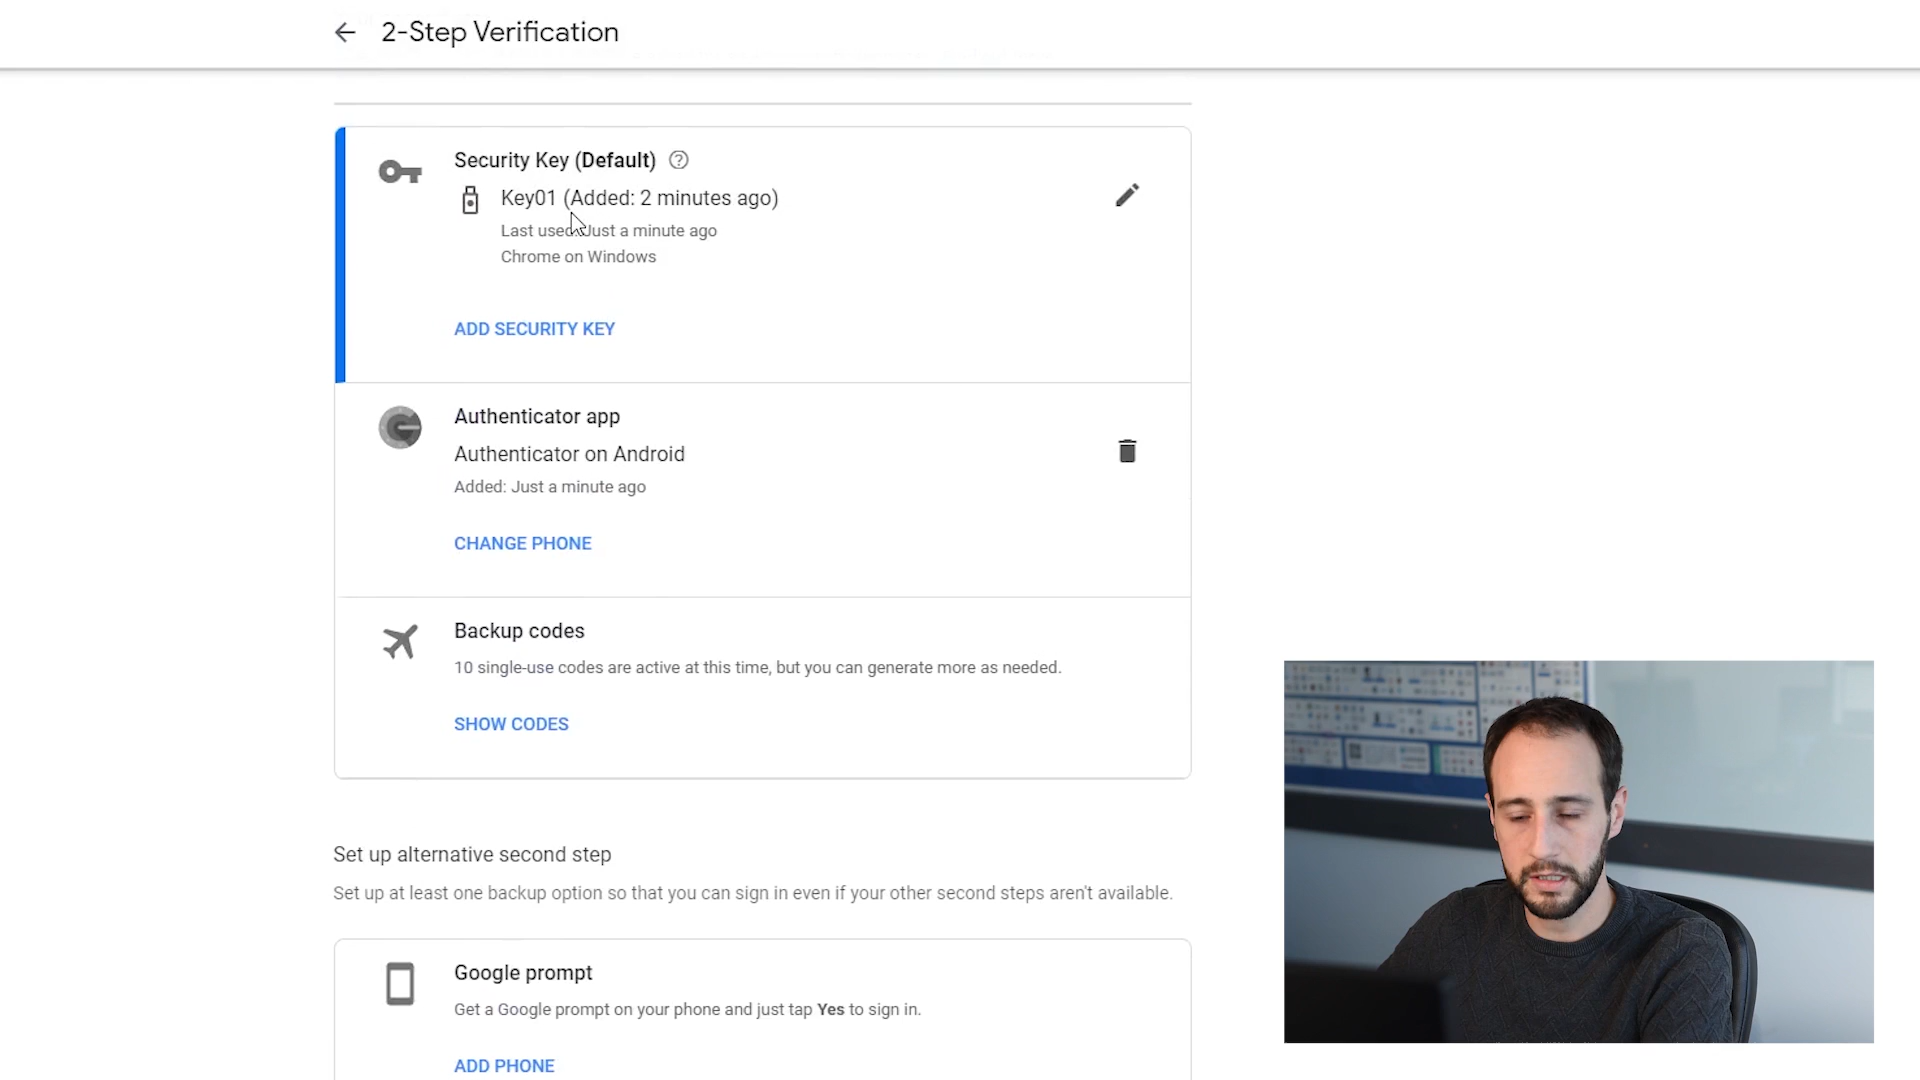 2-Step Verification
Security Key (Default)
Key01 (Added: 2 minutes ago)
Last used: Just a minute ago
Chrome on Windows
ADD SECURITY KEY
Authenticator app
Authenticator on Android
Added: Just a minute ago
CHANGE PHONE
Backup codes
10 single-use codes are active at this time, but you can generate more as needed.
SHOW CODES
Set up alternative second step
Set up at least one backup option so that you can sign in even if your other second steps aren't available.
Google prompt
Get a Google prompt on your phone and just tap Yes to sign in.
ADD PHONE